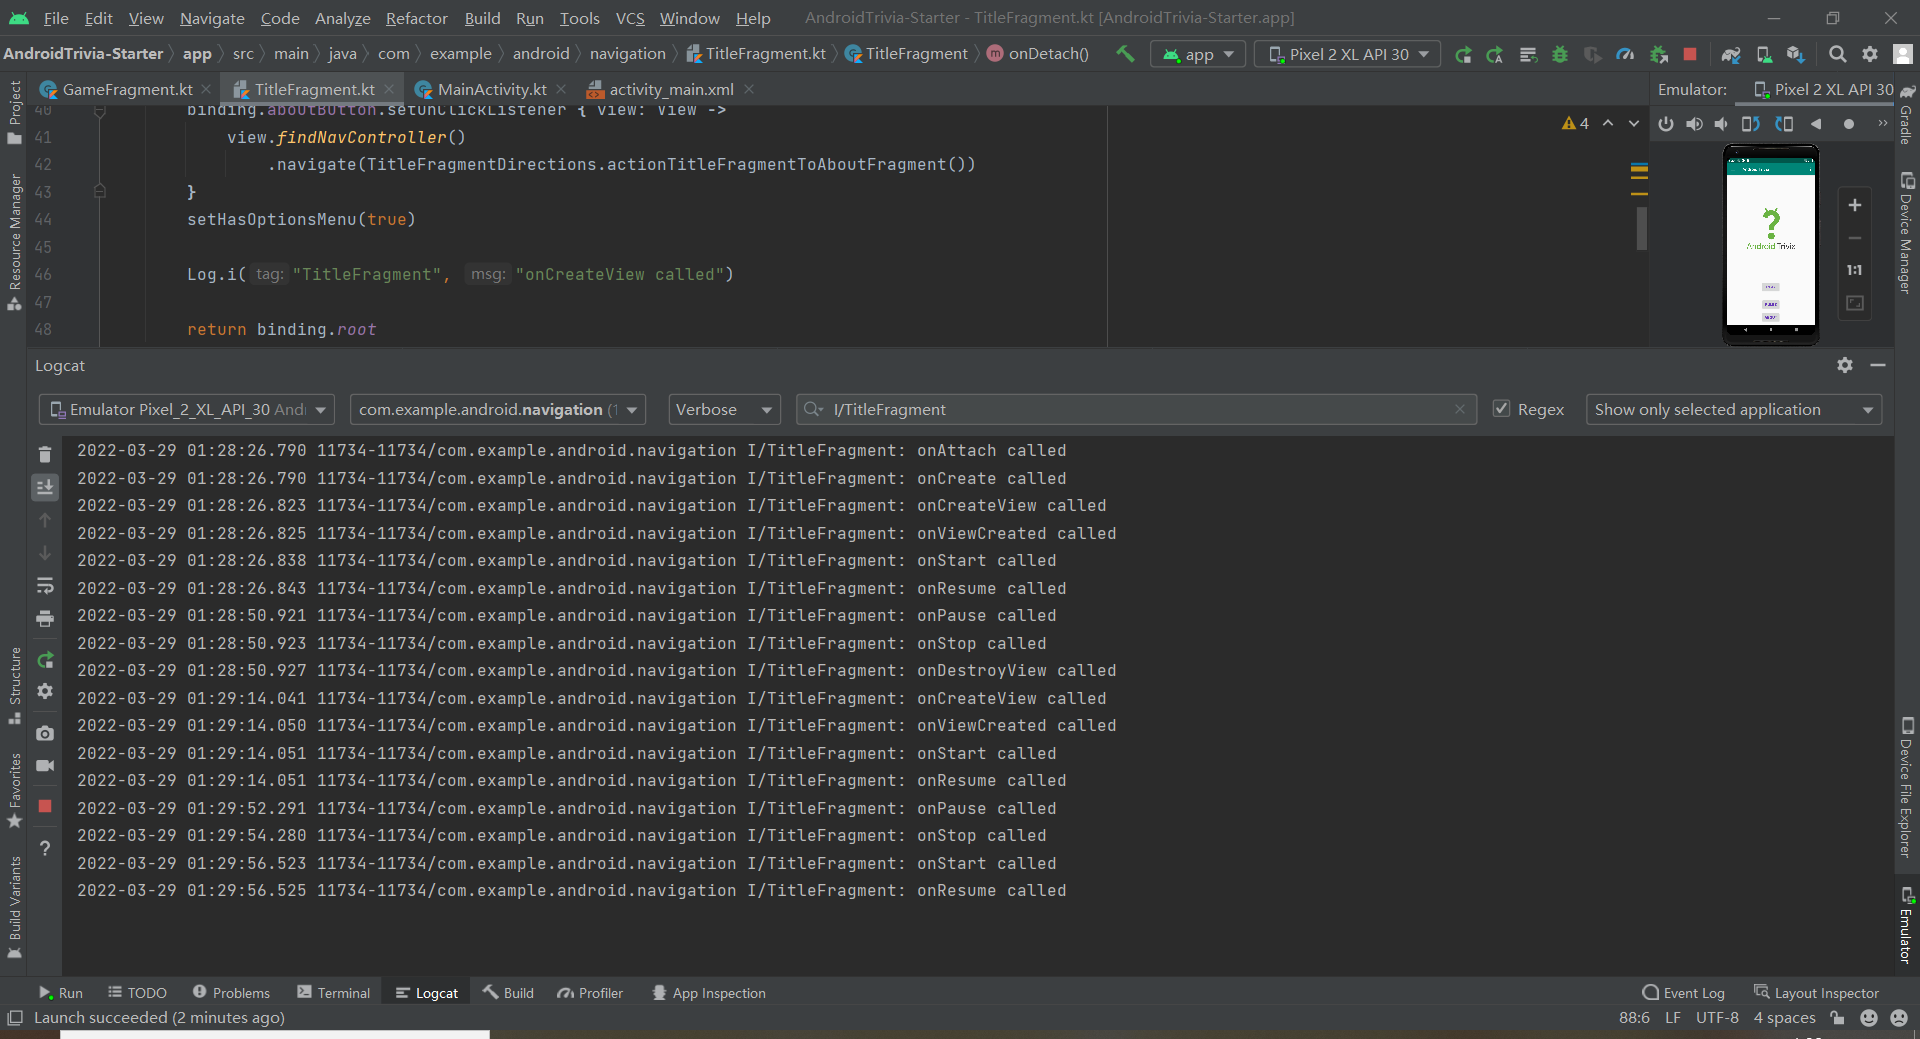 File Edit View Navigate Code Analyze Refactor Build Run Tools VCS Window Help AndroidTrivia-Starter - TitleFragment.kt [AndroidTrivia-Starter.app]
AndroidTrivia-Starter app src main java com example android navigation TitleFragment.kt TitleFragment onDetach() app Pixel 2 XL API 30
GameFragment.kt TitleFragment.kt MainActivity.kt activity_main.xml Emulator: Pixel 2 XL API 30
40 binding.aboutButton.setOnClickListener { view: View ->
41 view.findNavController()
42 .navigate(TitleFragmentDirections.actionTitleFragmentToAboutFragment())
43 }
44 setHasOptionsMenu(true)
45
46 Log.i( tag: "TitleFragment", msg: "onCreateView called")
47
48 return binding.root
4
Android Trivia
1:1
Logcat
Emulator Pixel_2_XL_API_30 And com.example.android.navigation (1 Verbose I/TitleFragment Regex Show only selected application
2022-03-29 01:28:26.790 11734-11734/com.example.android.navigation I/TitleFragment: onAttach called
2022-03-29 01:28:26.790 11734-11734/com.example.android.navigation I/TitleFragment: onCreate called
2022-03-29 01:28:26.823 11734-11734/com.example.android.navigation I/TitleFragment: onCreateView called
2022-03-29 01:28:26.825 11734-11734/com.example.android.navigation I/TitleFragment: onViewCreated called
2022-03-29 01:28:26.838 11734-11734/com.example.android.navigation I/TitleFragment: onStart called
2022-03-29 01:28:26.843 11734-11734/com.example.android.navigation I/TitleFragment: onResume called
2022-03-29 01:28:50.921 11734-11734/com.example.android.navigation I/TitleFragment: onPause called
2022-03-29 01:28:50.923 11734-11734/com.example.android.navigation I/TitleFragment: onStop called
2022-03-29 01:28:50.927 11734-11734/com.example.android.navigation I/TitleFragment: onDestroyView called
2022-03-29 01:29:14.041 11734-11734/com.example.android.navigation I/TitleFragment: onCreateView called
2022-03-29 01:29:14.050 11734-11734/com.example.android.navigation I/TitleFragment: onViewCreated called
2022-03-29 01:29:14.051 11734-11734/com.example.android.navigation I/TitleFragment: onStart called
2022-03-29 01:29:14.051 11734-11734/com.example.android.navigation I/TitleFragment: onResume called
2022-03-29 01:29:52.291 11734-11734/com.example.android.navigation I/TitleFragment: onPause called
2022-03-29 01:29:54.280 11734-11734/com.example.android.navigation I/TitleFragment: onStop called
2022-03-29 01:29:56.523 11734-11734/com.example.android.navigation I/TitleFragment: onStart called
2022-03-29 01:29:56.525 11734-11734/com.example.android.navigation I/TitleFragment: onResume called
Project
Resource Manager
Structure
Favorites
Build Variants
Gradle
Device Manager
Device File Explorer
Emulator
Run TODO Problems Terminal Logcat Build Profiler App Inspection Event Log Layout Inspector
Launch succeeded (2 minutes ago) 88:6 LF UTF-8 4 spaces